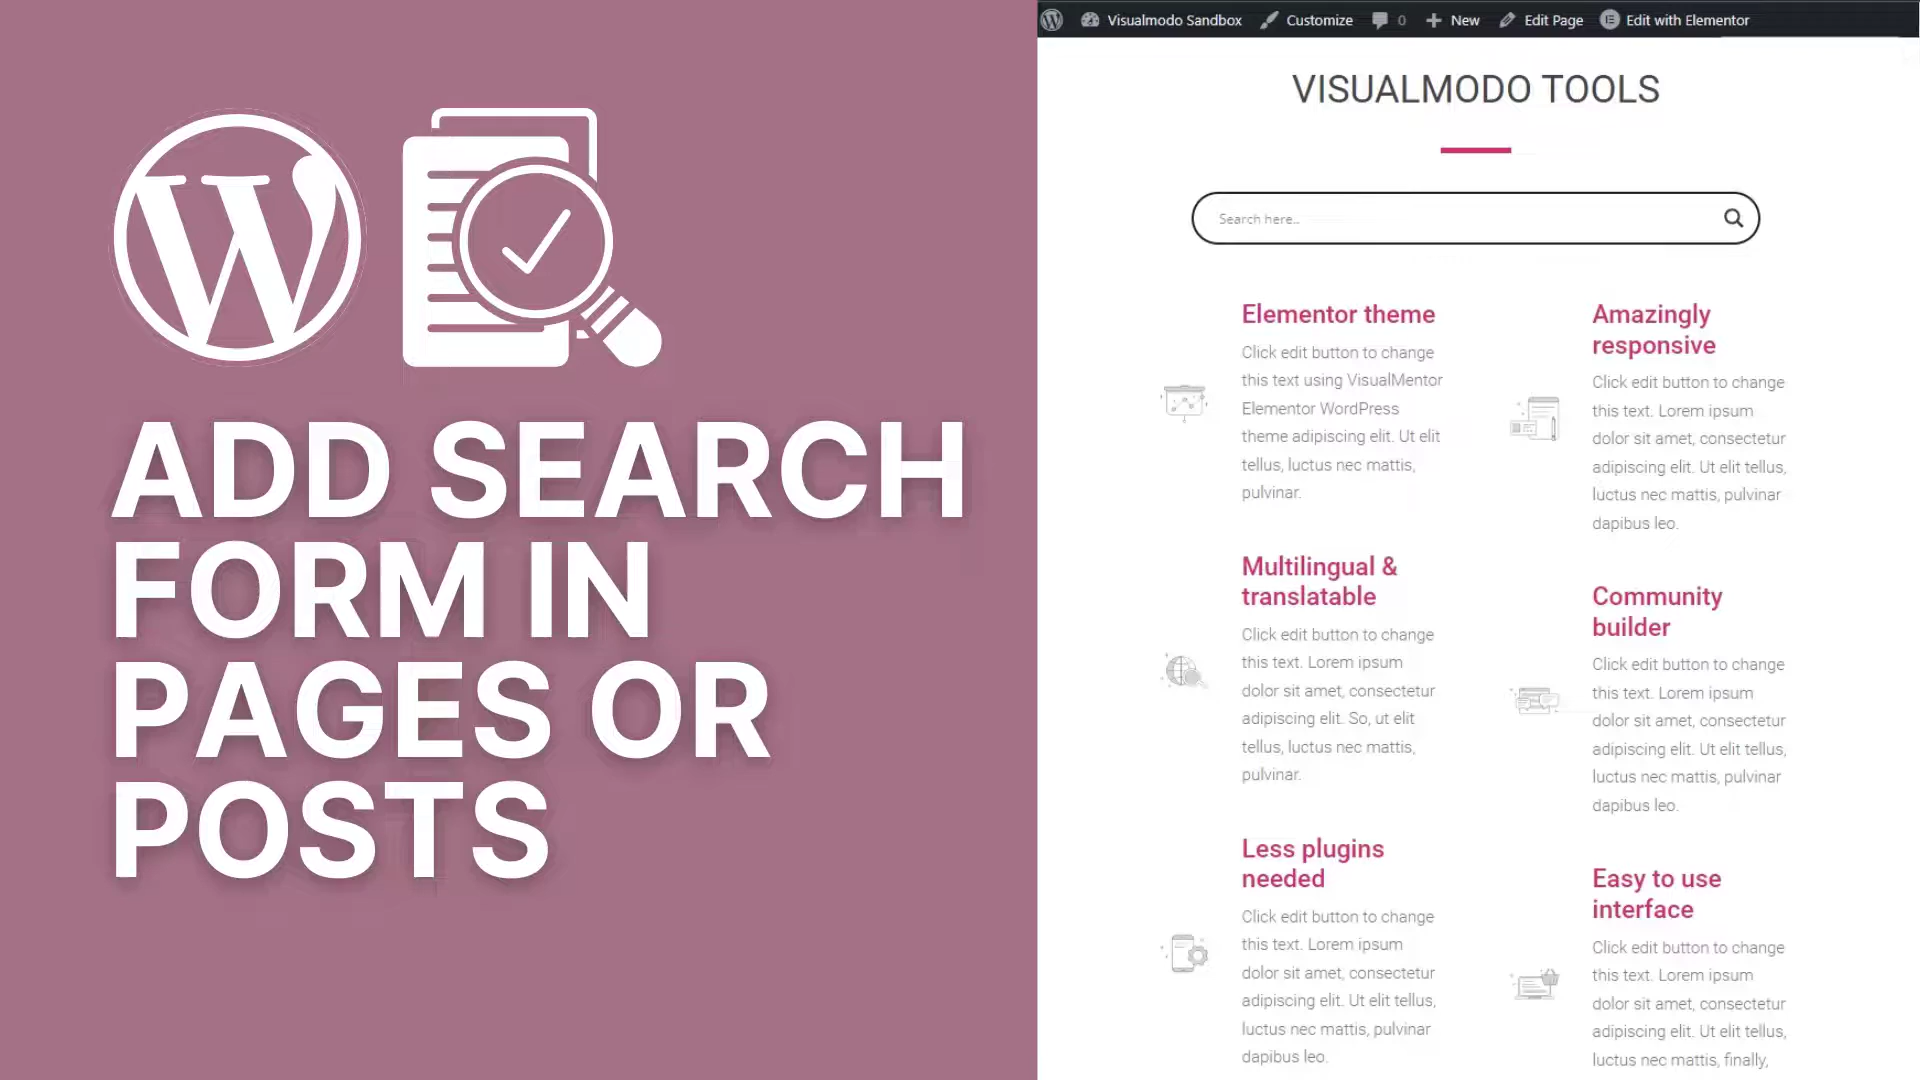 ADD SEARCH
FORM IN
PAGES OR
POSTS
Visualmodo Sandbox Customize 0 New Edit Page Edit with Elementor
VISUALMODO TOOLS
Search here..
Elementor theme
Click edit button to change
this text using VisualMentor
Elementor WordPress
theme adipiscing elit. Ut elit
tellus, luctus nec mattis,
pulvinar.
Amazingly
responsive
Click edit button to change
this text. Lorem ipsum
dolor sit amet, consectetur
adipiscing elit. Ut elit tellus,
luctus nec mattis, pulvinar
dapibus leo.
Multilingual &
translatable
Click edit button to change
this text. Lorem ipsum
dolor sit amet, consectetur
adipiscing elit. So, ut elit
tellus, luctus nec mattis,
pulvinar.
Community
builder
Click edit button to change
this text. Lorem ipsum
dolor sit amet, consectetur
adipiscing elit. Ut elit tellus,
luctus nec mattis, pulvinar
dapibus leo.
Less plugins
needed
Click edit button to change
this text. Lorem ipsum
dolor sit amet, consectetur
adipiscing elit. Ut elit tellus,
luctus nec mattis, pulvinar
dapibus leo.
Easy to use
interface
Click edit button to change
this text. Lorem ipsum
dolor sit amet, consectetur
adipiscing elit. Ut elit tellus,
luctus nec mattis, finally,